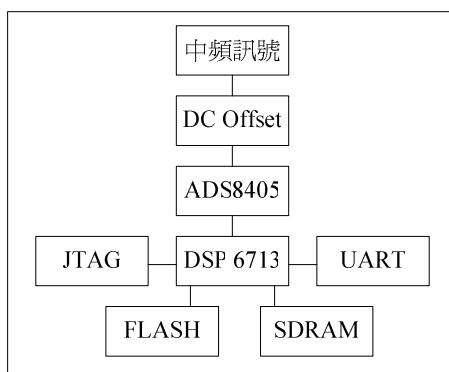 中頻訊號
DC Offset
ADS8405
JTAG
DSP 6713
UART
FLASH
SDRAM